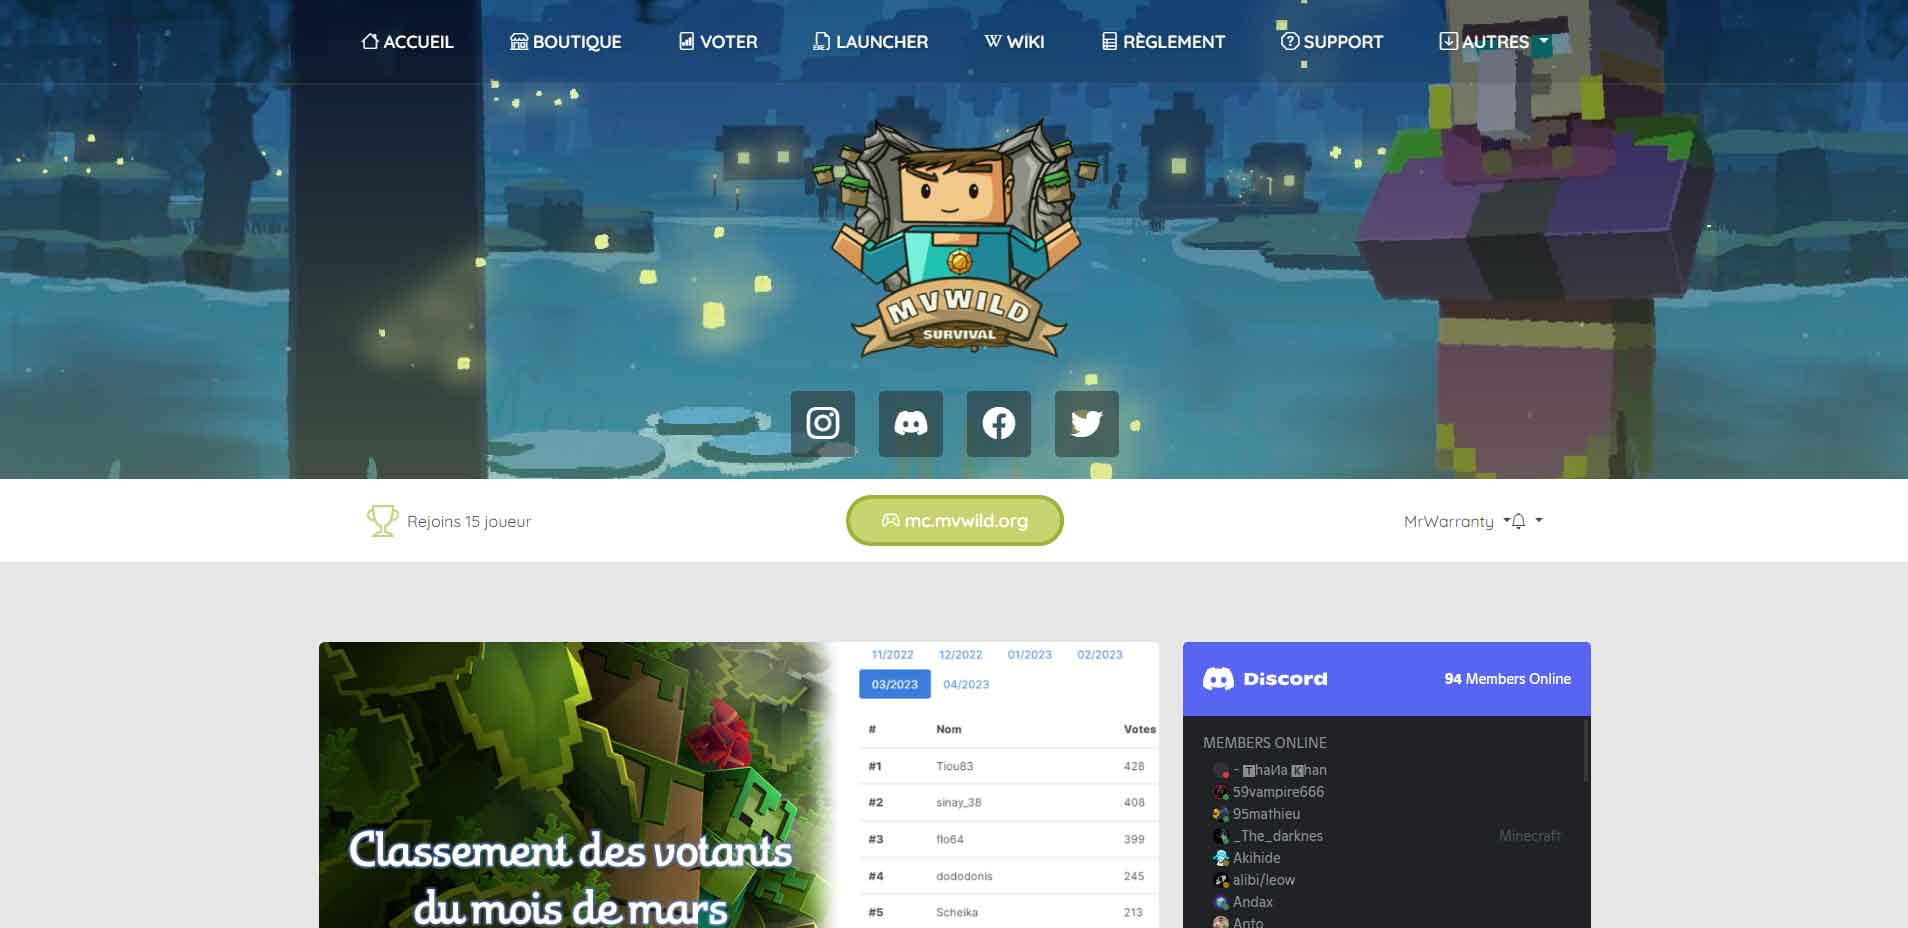 ACCUEIL BOUTIQUE VOTER LAUNCHER WIKI RÈGLEMENT SUPPORT AUTRES
MVWILD
SURVIVAL
Rejoins 15 joueur
mc.mvwild.org
MrWarranty
11/2022 12/2022 01/2023 02/2023
03/2023 04/2023
# Nom Votes
#1 Tiou83 428
#2 sinay_38 408
#3 flo64 399
#4 dododonis 245
#5 Scheika 213
Classement des votants
du mois de mars
Discord 94 Members Online
MEMBERS ONLINE
- 🆃haИa 🅺han
59vampire666
95mathieu
_The_darknes Minecraft
Akihide
alibi/leow
Andax
Anto